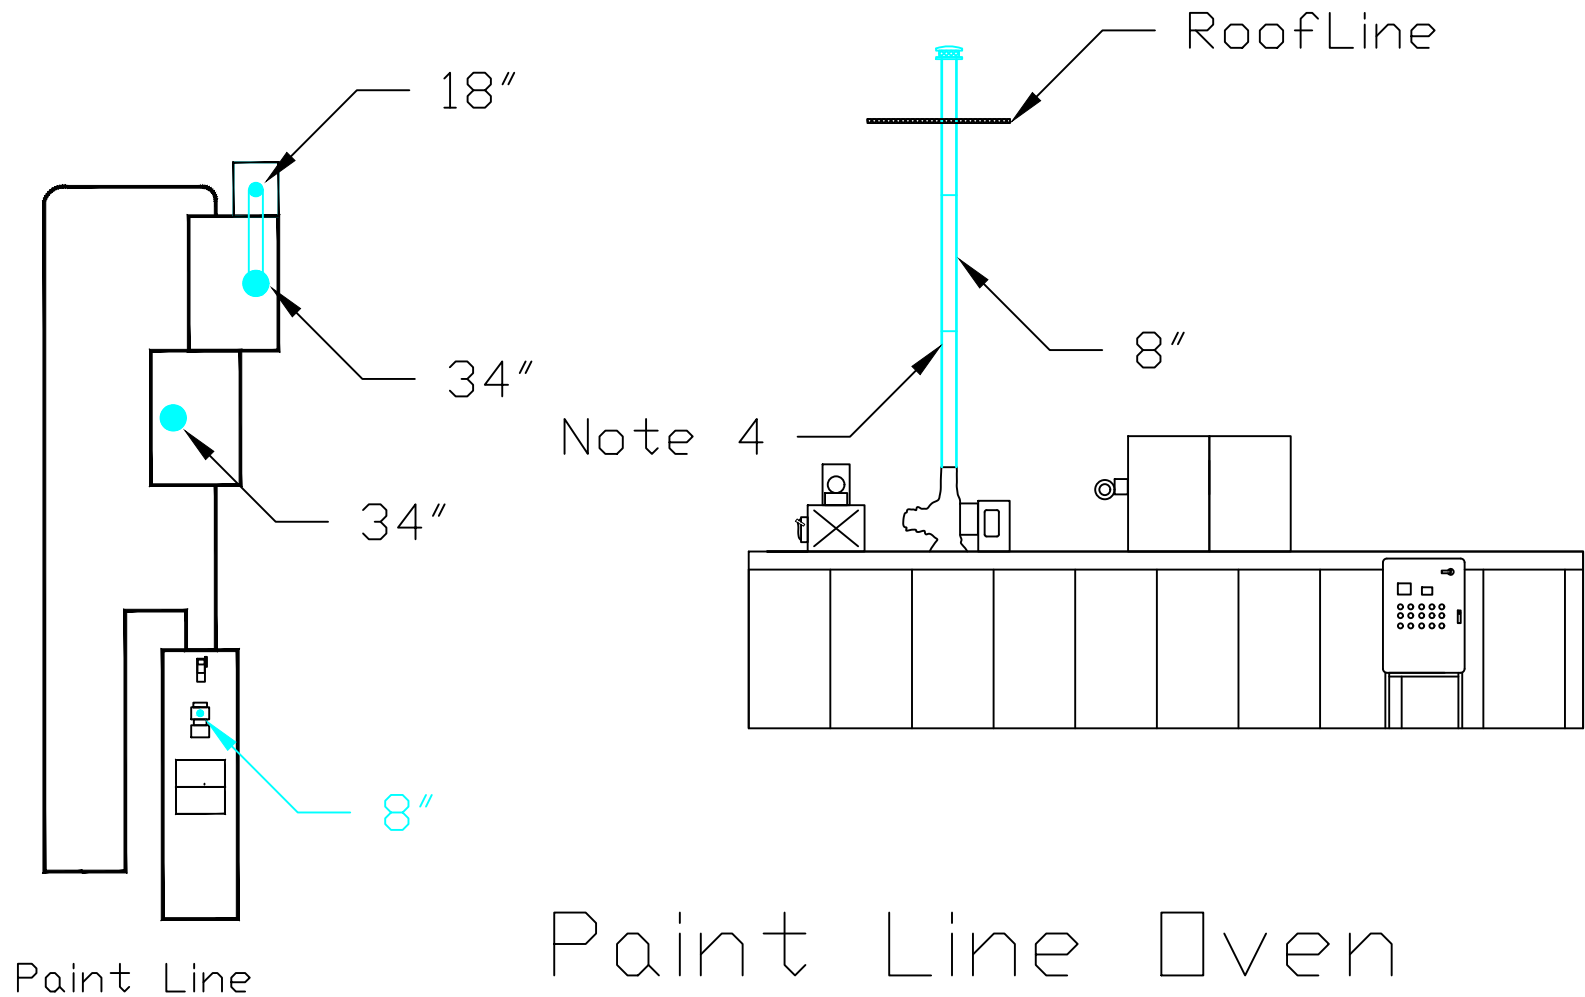 RoofLine
18"
34"
8"
Note 4
34"
8"
Paint Line Oven
Paint Line